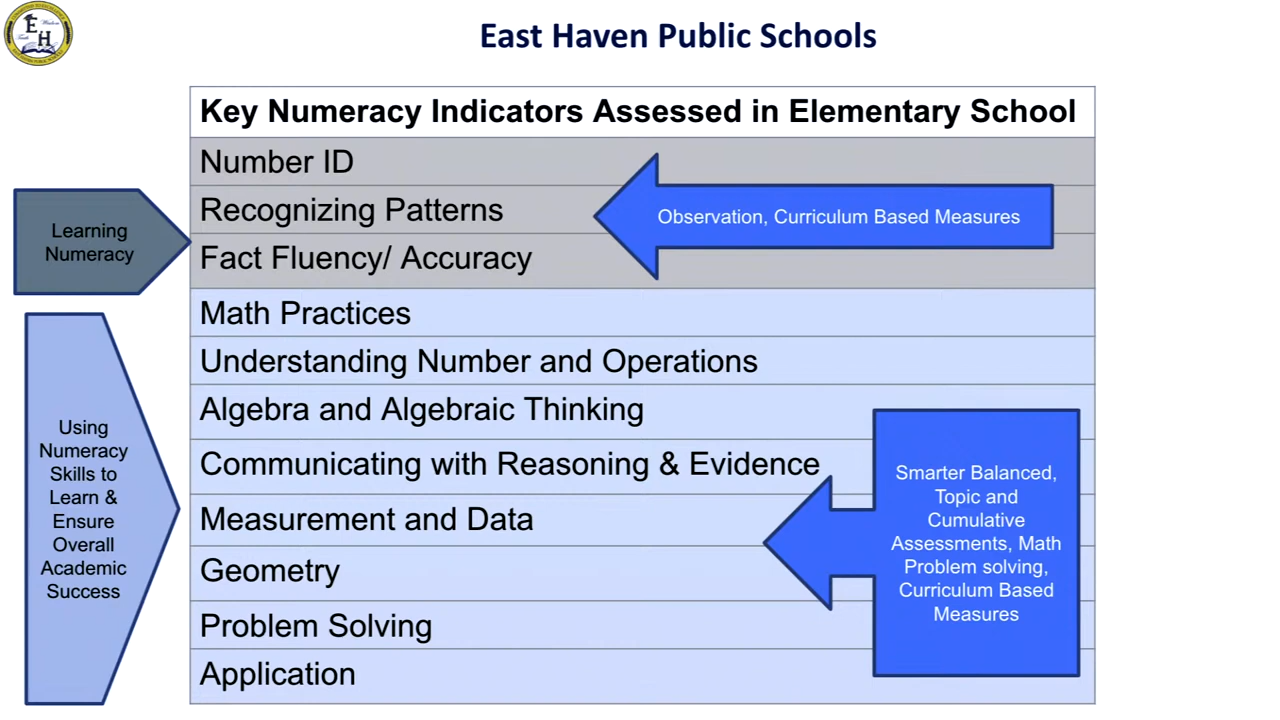 East Haven Public Schools
E
H
Key Numeracy Indicators Assessed in Elementary School
Number ID
Recognizing Patterns
Fact Fluency/ Accuracy
Observation, Curriculum Based Measures
Learning
Numeracy
Math Practices
Understanding Number and Operations
Algebra and Algebraic Thinking
Communicating with Reasoning & Evidence
Measurement and Data
Geometry
Problem Solving
Application
Using
Numeracy
Skills to
Learn &
Ensure
Overall
Academic
Success
Smarter Balanced,
Topic and
Cumulative
Assessments, Math
Problem solving,
Curriculum Based
Measures